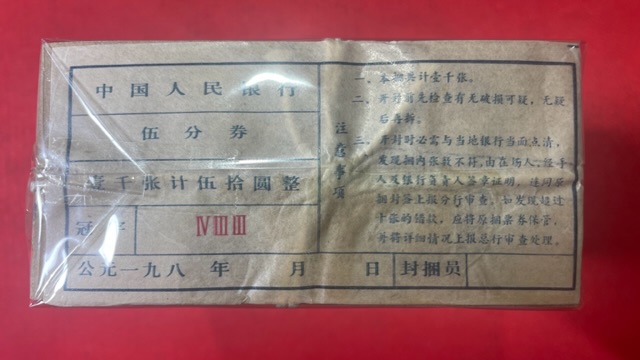 中国人民银行
伍分券
壹千张计伍拾圆整
冠字
ⅣⅢⅢ
公元一九八 年 月 日
封捆员
注意事项
一、本捆共计壹千张。
二、开封前先检查有无破损可疑，无疑
后再拆。
三、开封时必需与当地银行当面点清，
发现捆内张数不符，由在场人、经手
人及银行负责人签章证明，连同原
捆封签上报分行审查。如发现超过
十张的错款，应将原捆票券保管，
并将详细情况上报总行审查处理。